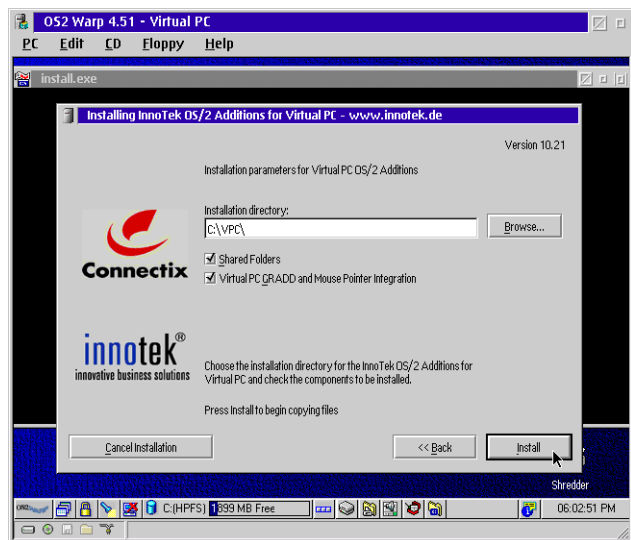 OS2 Warp 4.51 - Virtual PC
PC Edit CD Floppy Help
install.exe
Installing InnoTek OS/2 Additions for Virtual PC - www.innotek.de
Version 10.21
Installation parameters for Virtual PC OS/2 Additions
Installation directory:
C:\VPC\
Browse...
Shared Folders
Virtual PC GRADD and Mouse Pointer Integration
Connectix
innotek®
innovative business solutions
Choose the installation directory for the InnoTek OS/2 Additions for
Virtual PC and check the components to be installed.
Press Install to begin copying files
Cancel Installation
<< Back
Install
Shredder
C:(HPFS) 1899 MB Free
06:02:51 PM